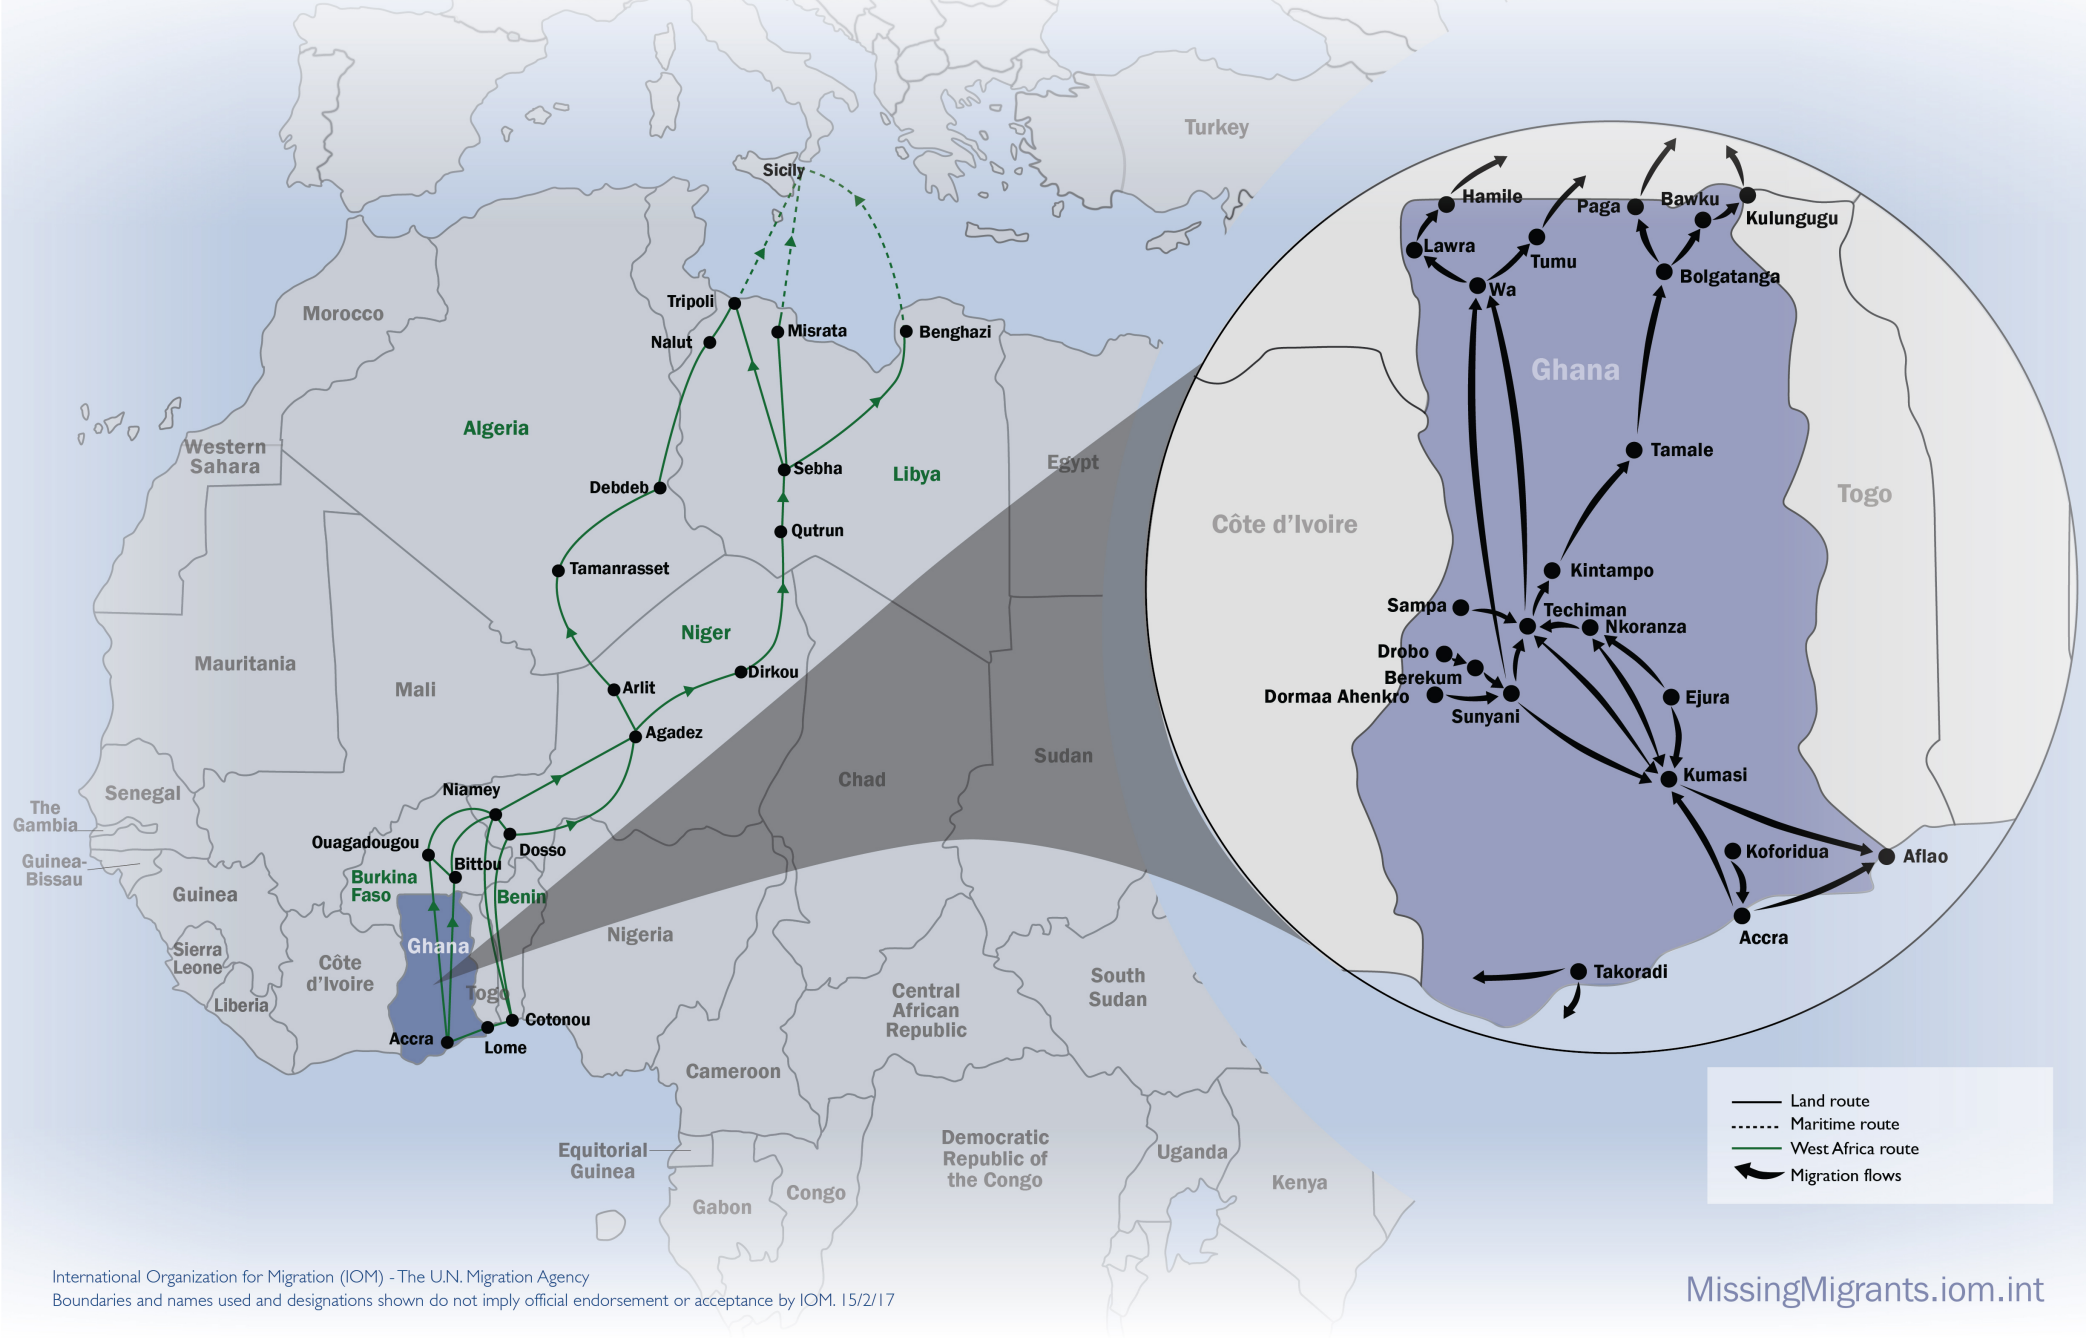 Turkey
Sicily
Morocco
Tripoli
Nalut
Misrata
Benghazi
Algeria
Western
Sahara
Debdeb
Sebha
Libya
Egypt
Qutrun
Tamanrasset
Niger
Mauritania
Mali
Arlit
Dirkou
Agadez
Chad
Sudan
Senegal
The
Gambia
Guinea-
Bissau
Niamey
Ouagadougou
Dosso
Bittou
Burkina
Faso
Benin
Guinea
Ghana
Nigeria
Sierra
Leone
Côte
d'Ivoire
Liberia
Togo
Accra
Lome
Cotonou
Central
African
Republic
South
Sudan
Cameroon
Equitorial
Guinea
Gabon
Congo
Democratic
Republic of
the Congo
Uganda
Kenya
Hamile
Paga
Bawku
Kulungugu
Lawra
Tumu
Wa
Bolgatanga
Ghana
Tamale
Togo
Côte d'Ivoire
Kintampo
Sampa
Techiman
Nkoranza
Drobo
Berekum
Dormaa Ahenkro
Sunyani
Ejura
Kumasi
Koforidua
Aflao
Accra
Takoradi
Land route
Maritime route
West Africa route
Migration flows
International Organization for Migration (IOM) - The U.N. Migration Agency
Boundaries and names used and designations shown do not imply official endorsement or acceptance by IOM. 15/2/17
MissingMigrants.iom.int